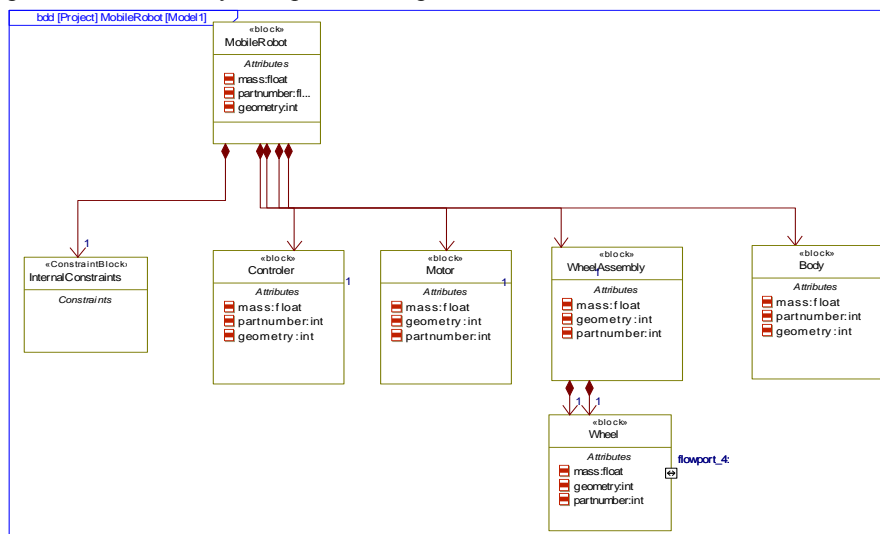 bdd [Project] MobileRobot [Model1]
«block»
MobileRobot
Attributes
mass:float
partnumber:fl...
geometry:int
1
«ConstraintBlock»
InternalConstraints
Constraints
«block»
Controler
1
Attributes
mass:float
partnumber:int
geometry:int
«block»
Motor
1
Attributes
mass:float
geometry:int
partnumber:int
«block»
WheelAssembly
1
Attributes
mass:float
geometry:int
partnumber:int
«block»
Body
Attributes
mass:float
partnumber:int
geometry:int
1
1
«block»
Wheel
Attributes
mass:float
geometry:int
partnumber:int
flowport_4: